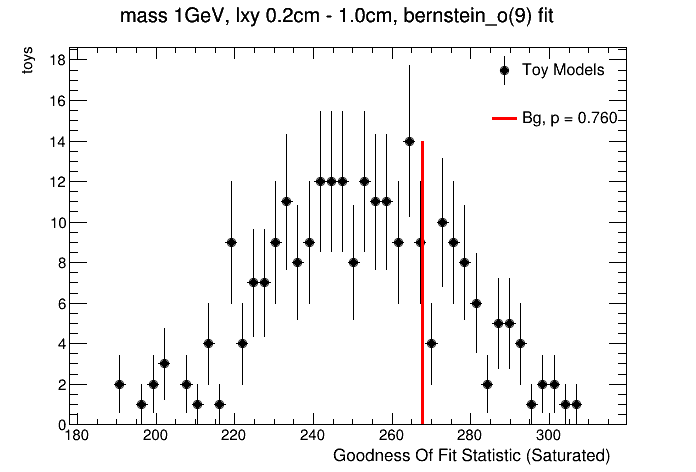 mass 1GeV, lxy 0.2cm - 1.0cm, bernstein_o(9) fit
toys
18
16
14
12
10
8
6
4
2
0
Toy Models
Bg, p = 0.760
180 200 220 240 260 280 300
Goodness Of Fit Statistic (Saturated)